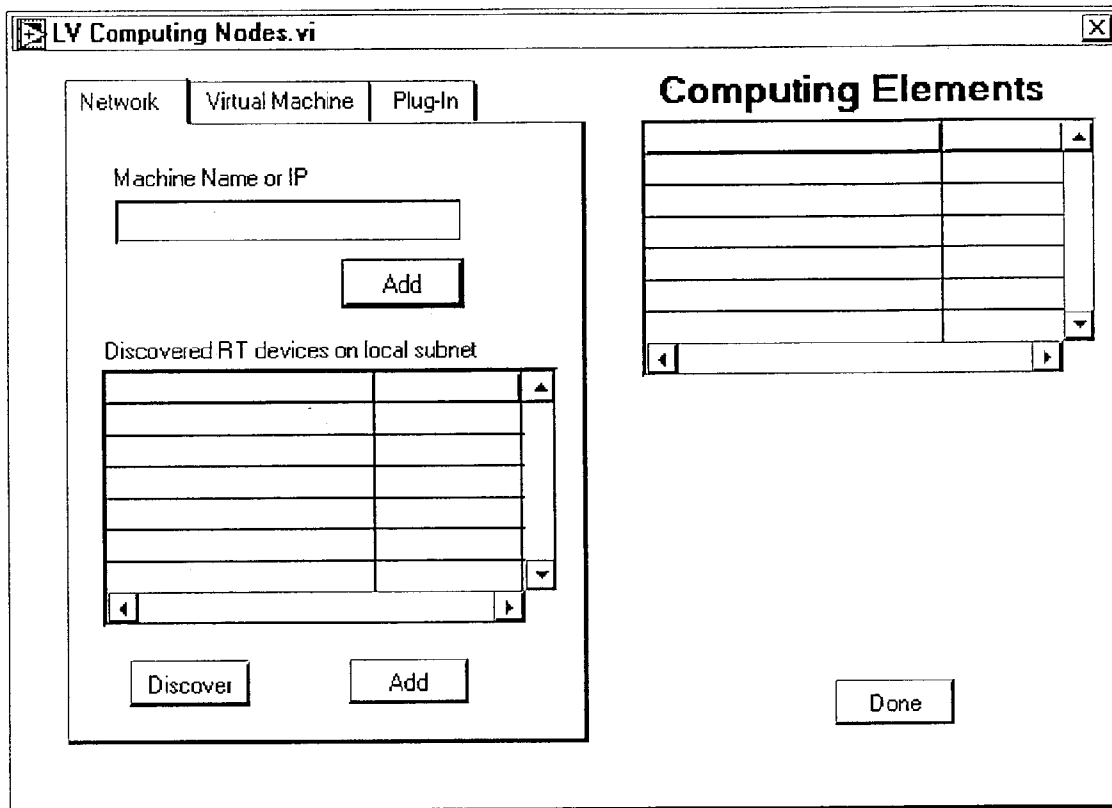 LV Computing Nodes.vi
Network
Virtual Machine
Plug-In
Machine Name or IP
Add
Discovered RT devices on local subnet
Discover
Add
Computing Elements
Done